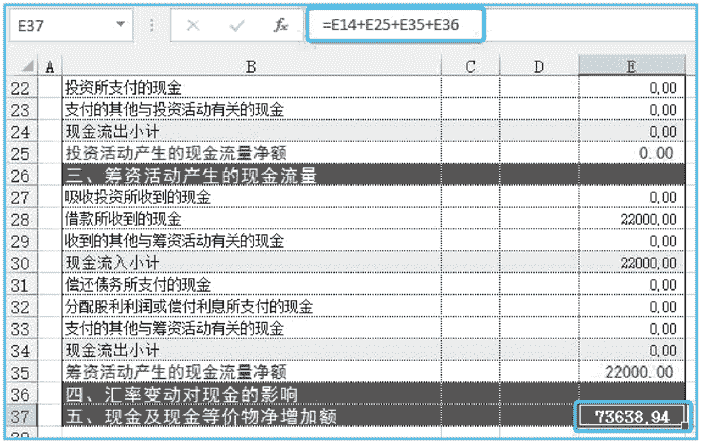 E37 fx =E14+E25+E35+E36
A B C D E
22 投资所支付的现金 0.00
23 支付的其他与投资活动有关的现金 0.00
24 现金流出小计 0.00
25 投资活动产生的现金流量净额 0.00
26 三、筹资活动产生的现金流量
27 吸收投资所收到的现金 0.00
28 借款所收到的现金 22000.00
29 收到的其他与筹资活动有关的现金 0.00
30 现金流入小计 22000.00
31 偿还债务所支付的现金 0.00
32 分配股利利润或偿付利息所支付的现金 0.00
33 支付的其他与筹资活动有关的现金 0.00
34 现金流出小计 0.00
35 筹资活动产生的现金流量净额 22000.00
36 四、汇率变动对现金的影响
37 五、现金及现金等价物净增加额 73638.94